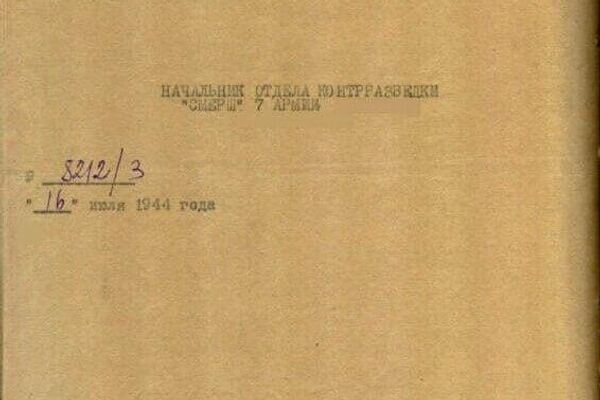 НАЧАЛЬНИК ОТДЕЛА КОНТРРАЗВЕДКИ
"СМЕРШ" 7 АРМИИ
№ 8212/3
"16" июля 1944 года